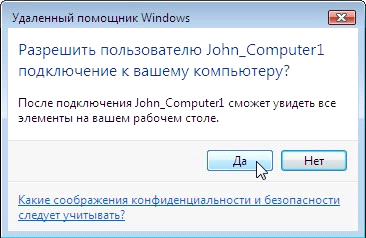 Удаленный помощник Windows
Разрешить пользователю John_Computer1
подключение к вашему компьютеру?
После подключения John_Computer1 сможет увидеть все
элементы на вашем рабочем столе.
Да
Нет
Какие соображения конфиденциальности и безопасности
следует учитывать?